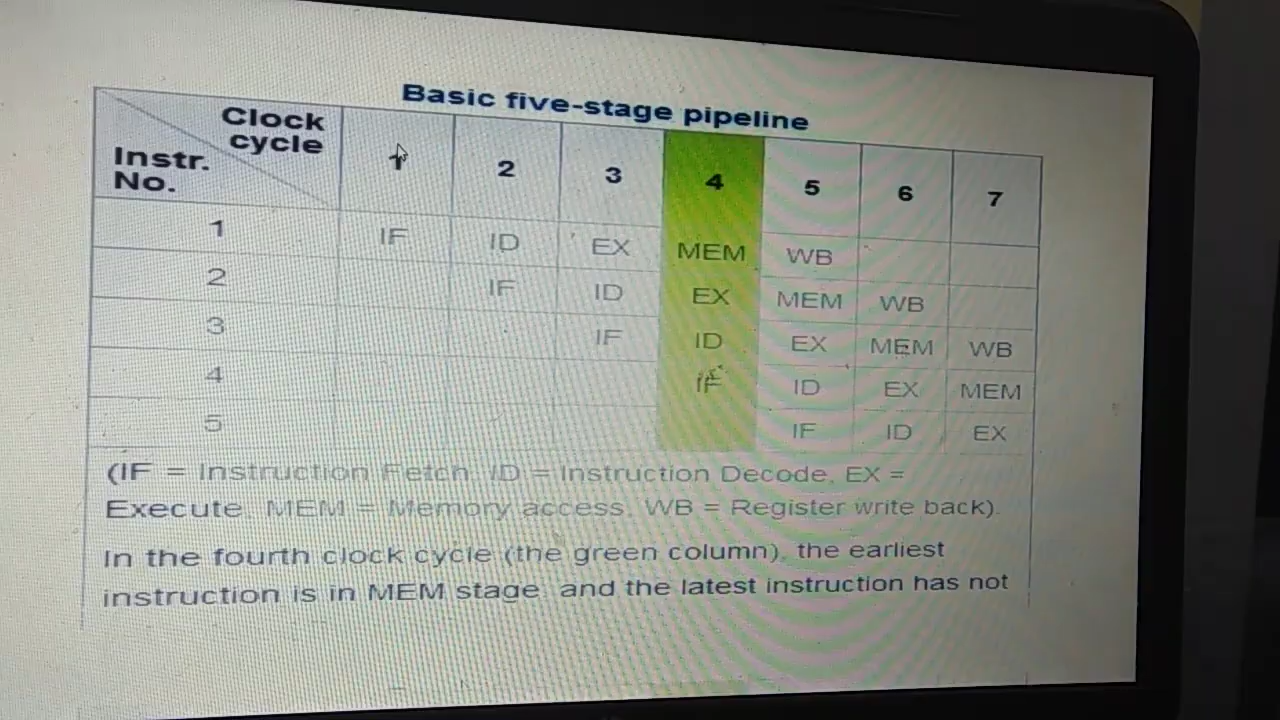 Basic five-stage pipeline
Clock
cycle
Instr.
No.
1 2 3 4 5 6 7
1 IF ID EX MEM WB
2 IF ID EX MEM WB
3 IF ID EX MEM WB
4 IF ID EX MEM
5 IF ID EX
(IF = Instruction Fetch, ID = Instruction Decode, EX =
Execute, MEM = Memory access, WB = Register write back).
In the fourth clock cycle (the green column), the earliest
instruction is in MEM stage, and the latest instruction has not